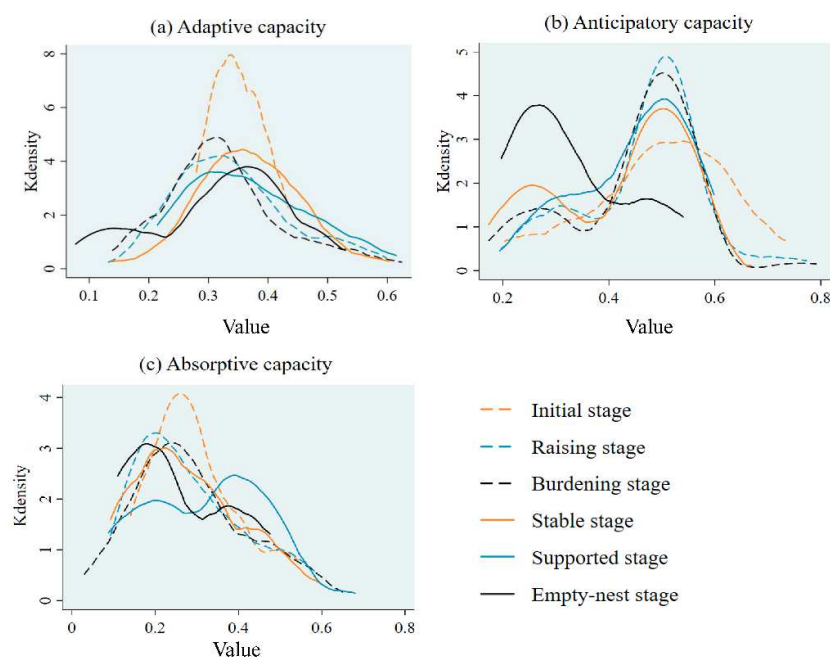 (a) Adaptive capacity
Kdensity
8
6
4
2
0
0.1 0.2 0.3 0.4 0.5 0.6
Value
(b) Anticipatory capacity
Kdensity
5
4
3
2
1
0
0.2 0.4 0.6 0.8
Value
(c) Absorptive capacity
Kdensity
4
3
2
1
0
0 0.2 0.4 0.6 0.8
Value
Initial stage
Raising stage
Burdening stage
Stable stage
Supported stage
Empty-nest stage